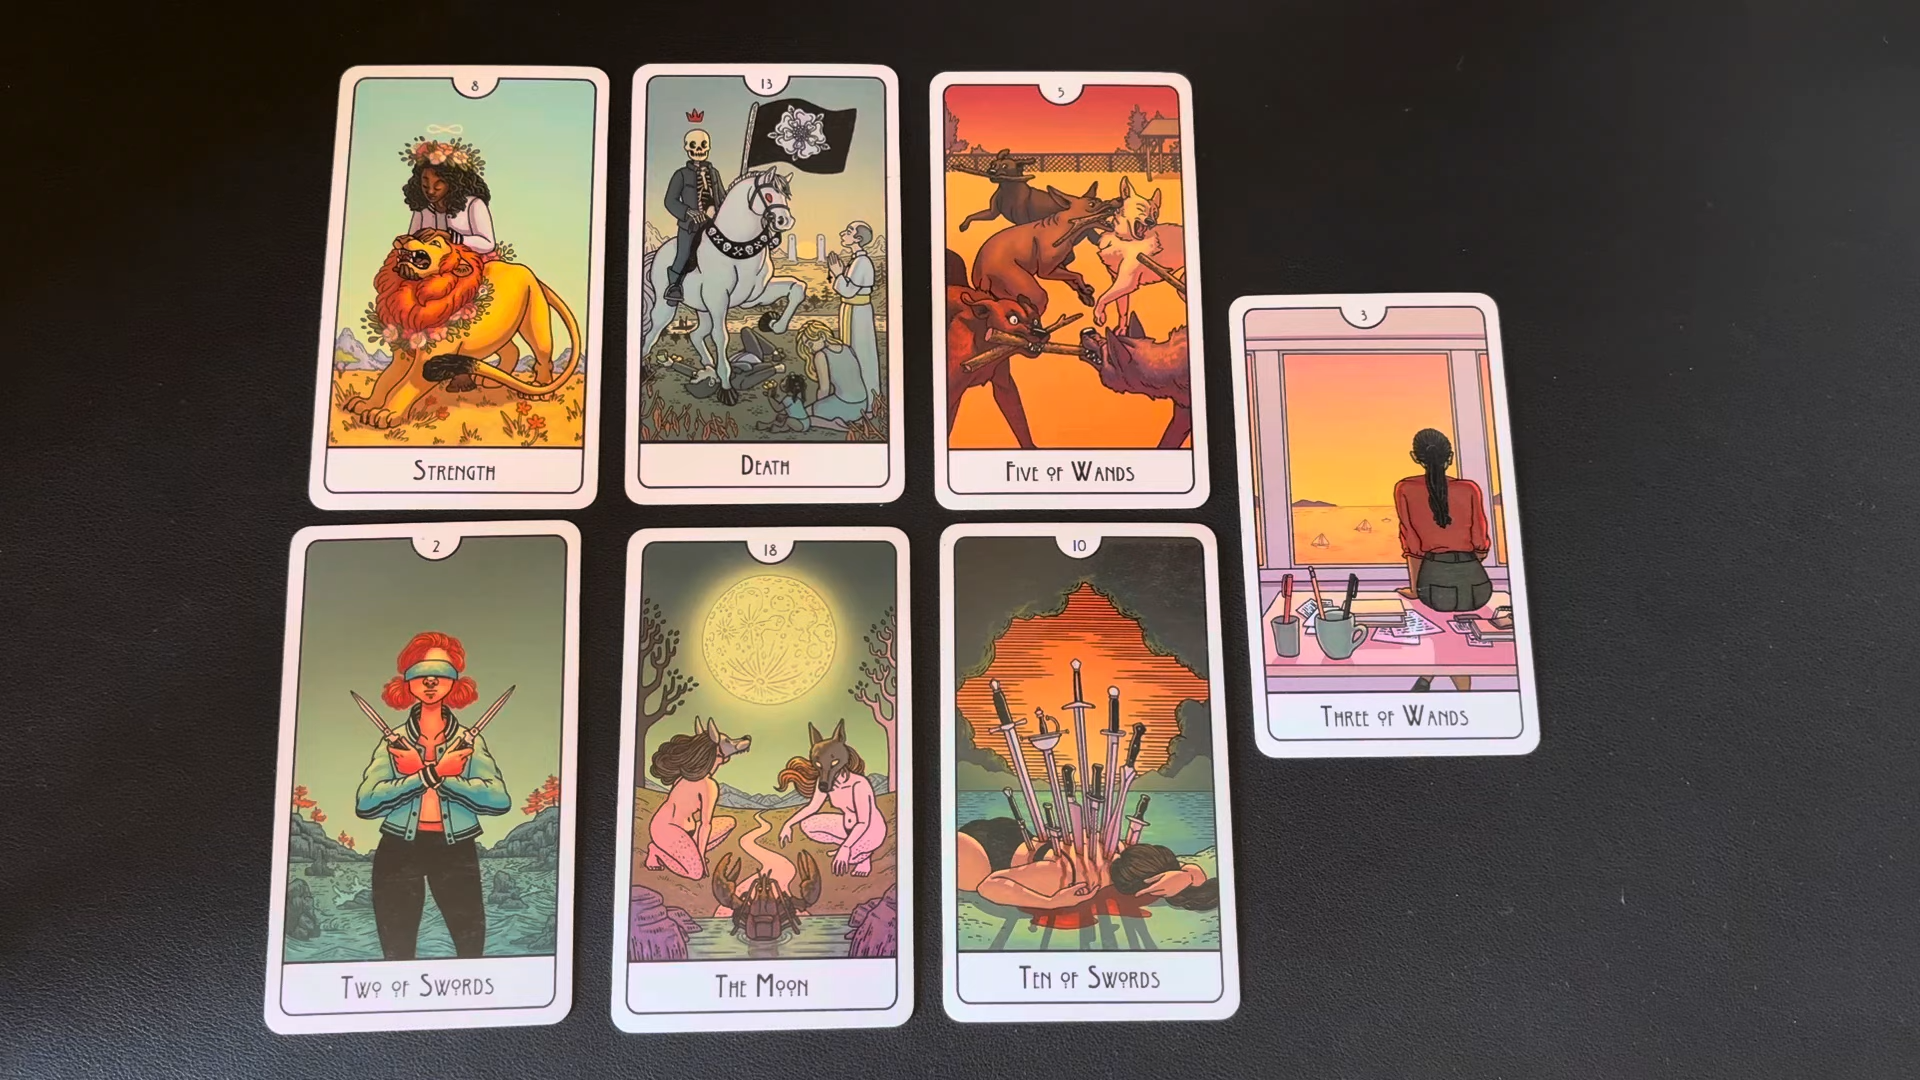 8
STRENGTH
13
DEATH
5
FIVE OF WANDS
3
THREE OF WANDS
2
TWO OF SWORDS
18
THE MOON
10
TEN OF SWORDS